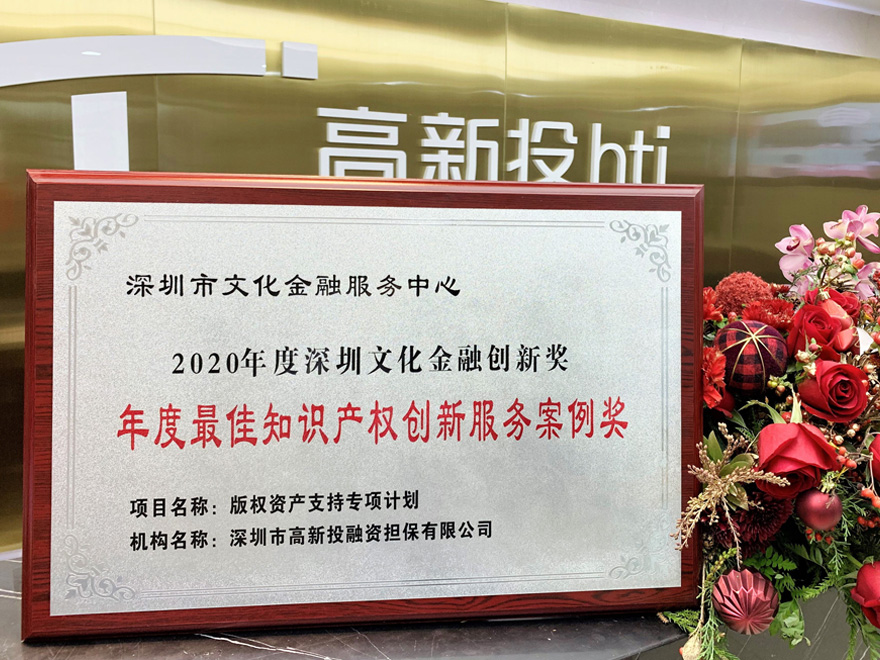 高新投hti
深圳市文化金融服务中心
2020年度深圳文化金融创新奖
年度最佳知识产权创新服务案例奖
项目名称：版权资产支持专项计划
机构名称：深圳市高新投融资担保有限公司